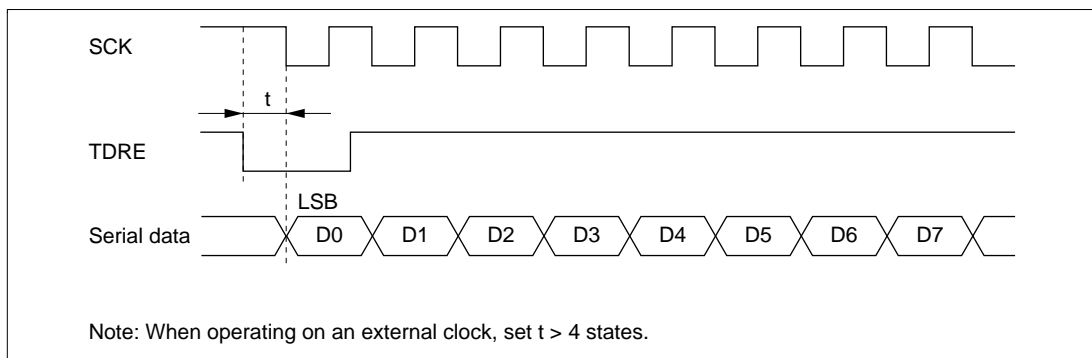 SCK
t
TDRE
LSB
Serial data D0 D1 D2 D3 D4 D5 D6 D7
Note: When operating on an external clock, set t > 4 states.